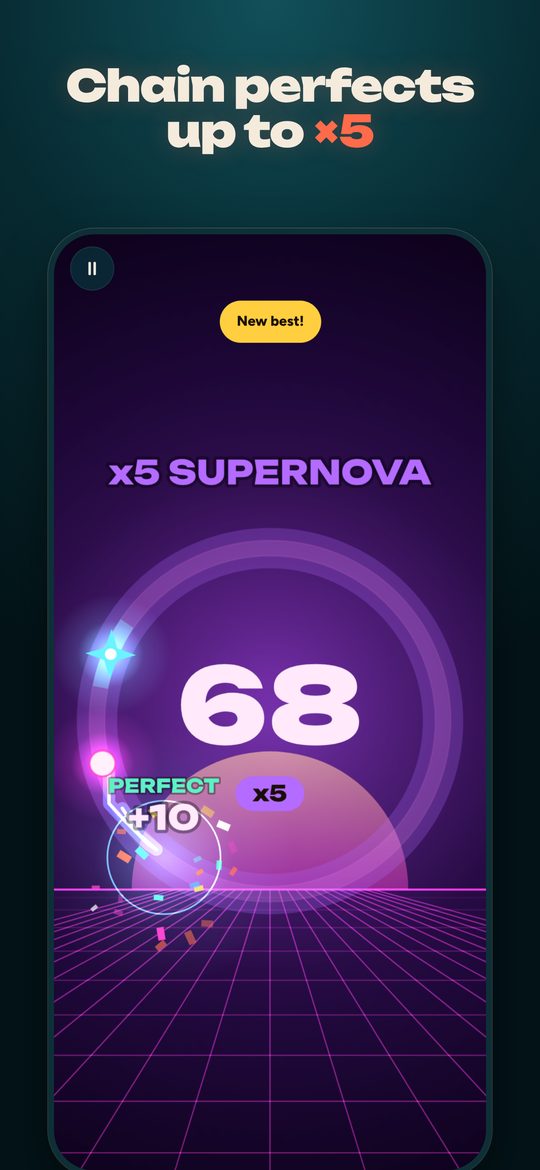 Chain perfects
up to ×5
New best!
x5 SUPERNOVA
68
x5
PERFECT
+10